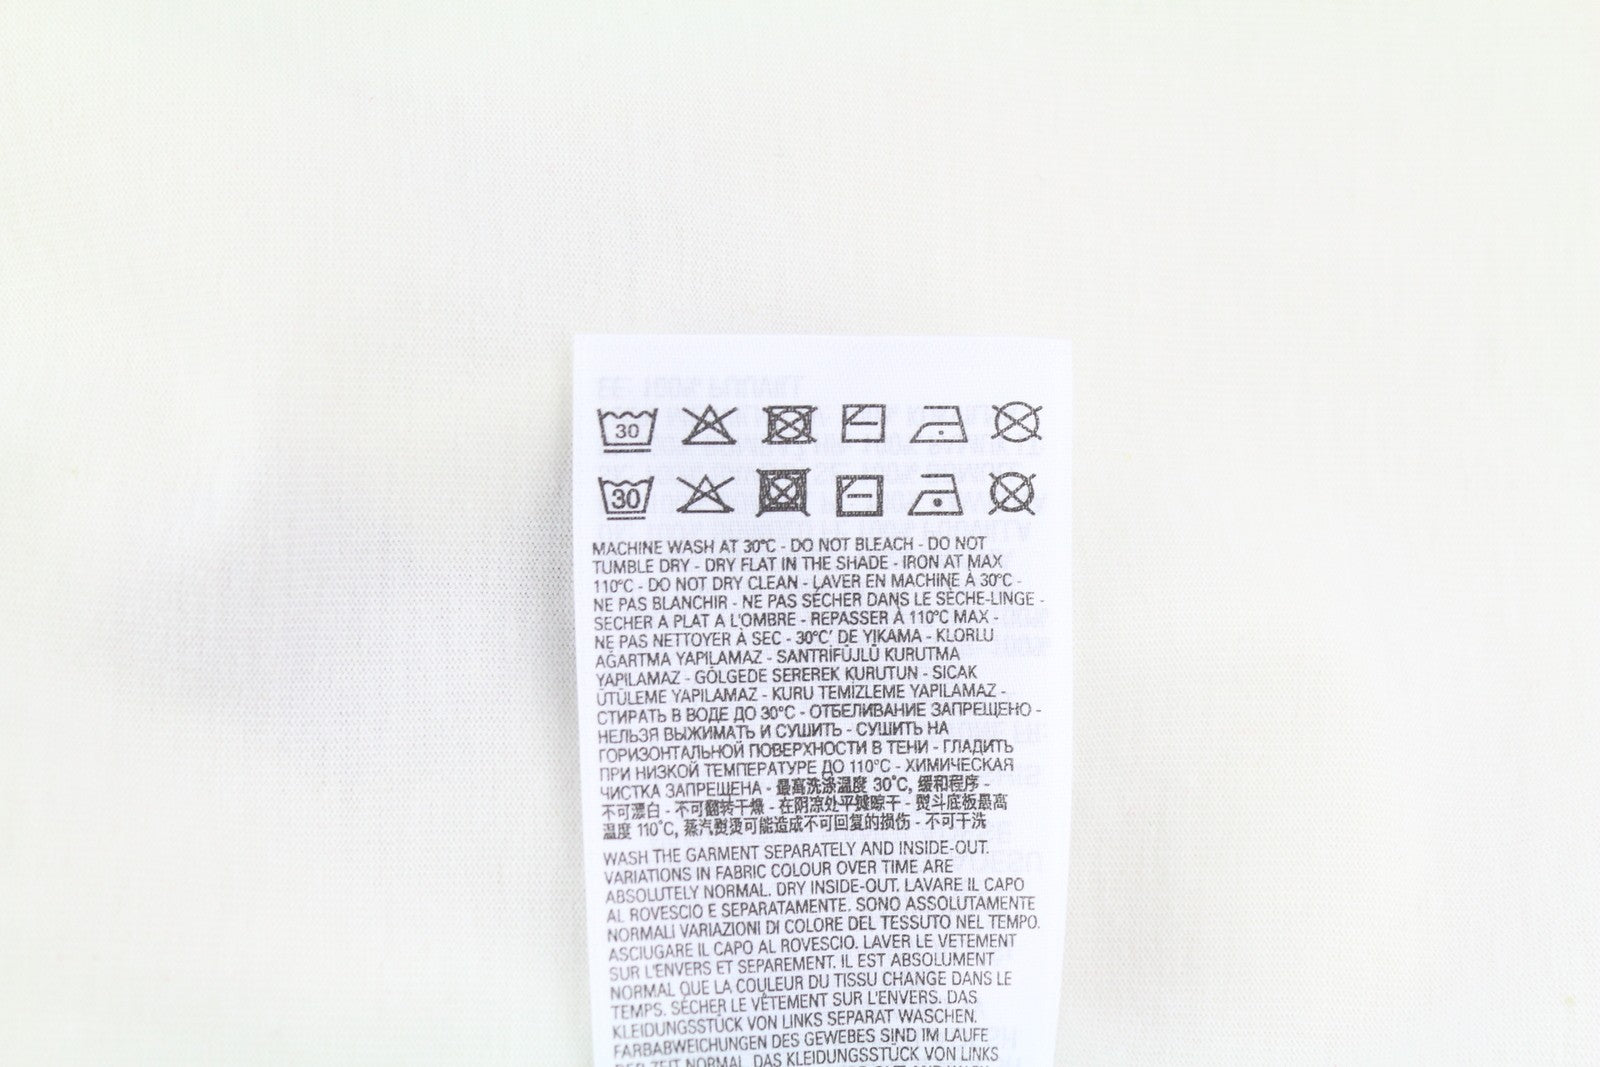 30
30
MACHINE WASH AT 30°C - DO NOT BLEACH - DO NOT
TUMBLE DRY - DRY FLAT IN THE SHADE - IRON AT MAX
110°C - DO NOT DRY CLEAN - LAVER EN MACHINE À 30°C -
NE PAS BLANCHIR - NE PAS SÉCHER DANS LE SÈCHE-LINGE -
SECHER A PLAT A L'OMBRE - REPASSER À 110°C MAX -
NE PAS NETTOYER À SEC - 30°C' DE YIKAMA - KLORLU
AĞARTMA YAPILAMAZ - SANTRİFÜJLÜ KURUTMA
YAPILAMAZ - GÖLGEDE SEREREK KURUTUN - SICAK
ÜTÜLEME YAPILAMAZ - KURU TEMİZLEME YAPILAMAZ -
СТИРАТЬ В ВОДЕ ДО 30°C - ОТБЕЛИВАНИЕ ЗАПРЕЩЕНО -
НЕЛЬЗЯ ВЫЖИМАТЬ И СУШИТЬ - СУШИТЬ НА
ГОРИЗОНТАЛЬНОЙ ПОВЕРХНОСТИ В ТЕНИ - ГЛАДИТЬ
ПРИ НИЗКОЙ ТЕМПЕРАТУРЕ ДО 110°C - ХИМИЧЕСКАЯ
ЧИСТКА ЗАПРЕЩЕНА - 最高洗涤温度 30°C, 缓和程序 -
不可漂白 - 不可翻转干燥 - 在阴凉处平摊晾干 - 熨斗底板最高
温度 110°C, 蒸汽熨烫可能造成不可回复的损伤 - 不可干洗
WASH THE GARMENT SEPARATELY AND INSIDE-OUT.
VARIATIONS IN FABRIC COLOUR OVER TIME ARE
ABSOLUTELY NORMAL. DRY INSIDE-OUT. LAVARE IL CAPO
AL ROVESCIO E SEPARATAMENTE. SONO ASSOLUTAMENTE
NORMALI VARIAZIONI DI COLORE DEL TESSUTO NEL TEMPO.
ASCIUGARE IL CAPO AL ROVESCIO. LAVER LE VETEMENT
SUR L'ENVERS ET SEPAREMENT. IL EST ABSOLUMENT
NORMAL QUE LA COULEUR DU TISSU CHANGE DANS LE
TEMPS. SÉCHER LE VÊTEMENT SUR L'ENVERS. DAS
KLEIDUNGSSTÜCK VON LINKS SEPARAT WASCHEN.
FARBABWEICHUNGEN DES GEWEBES SIND IM LAUFE
DER ZEIT NORMAL. DAS KLEIDUNGSSTÜCK VON LINKS